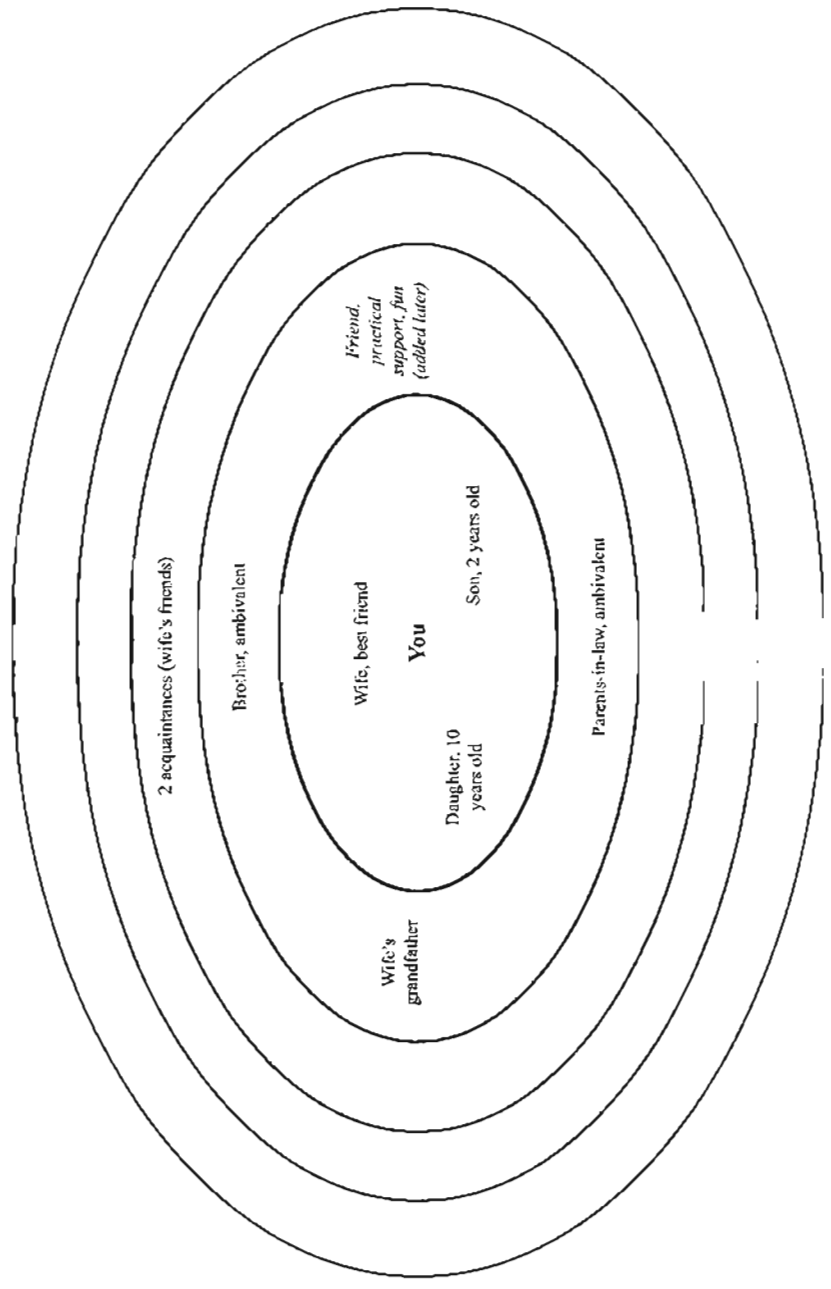 2 acquaintances (wife's friends)
Brother, ambivalent
Wife's
grandfather
Wife, best friend
You
Daughter, 10
years old
Son, 2 years old
Friend,
practical
support, fun
(added later)
Parents-in-law, ambivalent